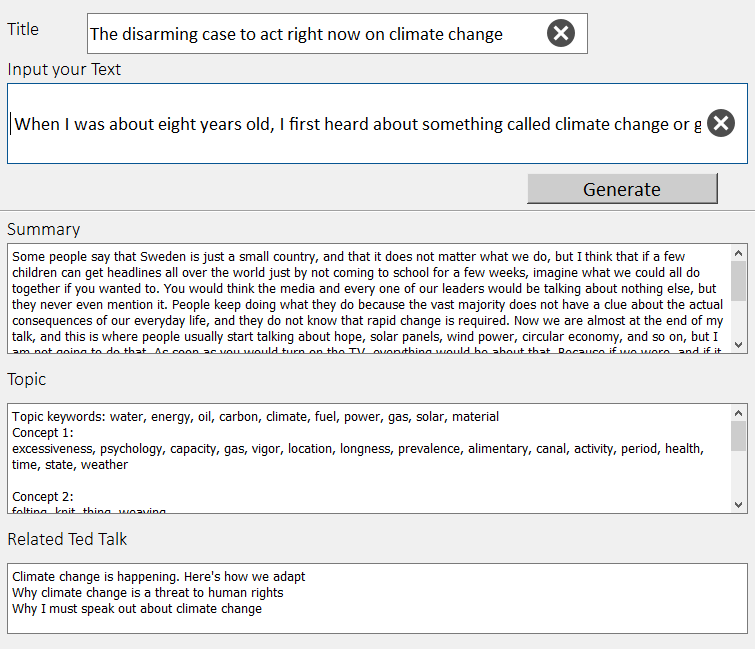 Title
The disarming case to act right now on climate change
Input your Text
When I was about eight years old, I first heard about something called climate change or g
Generate
Summary
Some people say that Sweden is just a small country, and that it does not matter what we do, but I think that if a few
children can get headlines all over the world just by not coming to school for a few weeks, imagine what we could all do
together if you wanted to. You would think the media and every one of our leaders would be talking about nothing else, but
they never even mention it. People keep doing what they do because the vast majority does not have a clue about the actual
consequences of our everyday life, and they do not know that rapid change is required. Now we are almost at the end of my
talk, and this is where people usually start talking about hope, solar panels, wind power, circular economy, and so on, but I
am not going to do that. As soon as you would turn on the TV, everything would be about that. Because if we were, and if it
Topic
Topic keywords: water, energy, oil, carbon, climate, fuel, power, gas, solar, material
Concept 1:
excessiveness, psychology, capacity, gas, vigor, location, longness, prevalence, alimentary, canal, activity, period, health,
time, state, weather
Concept 2:
felting, knit, thing, weaving
Related Ted Talk
Climate change is happening. Here's how we adapt
Why climate change is a threat to human rights
Why I must speak out about climate change